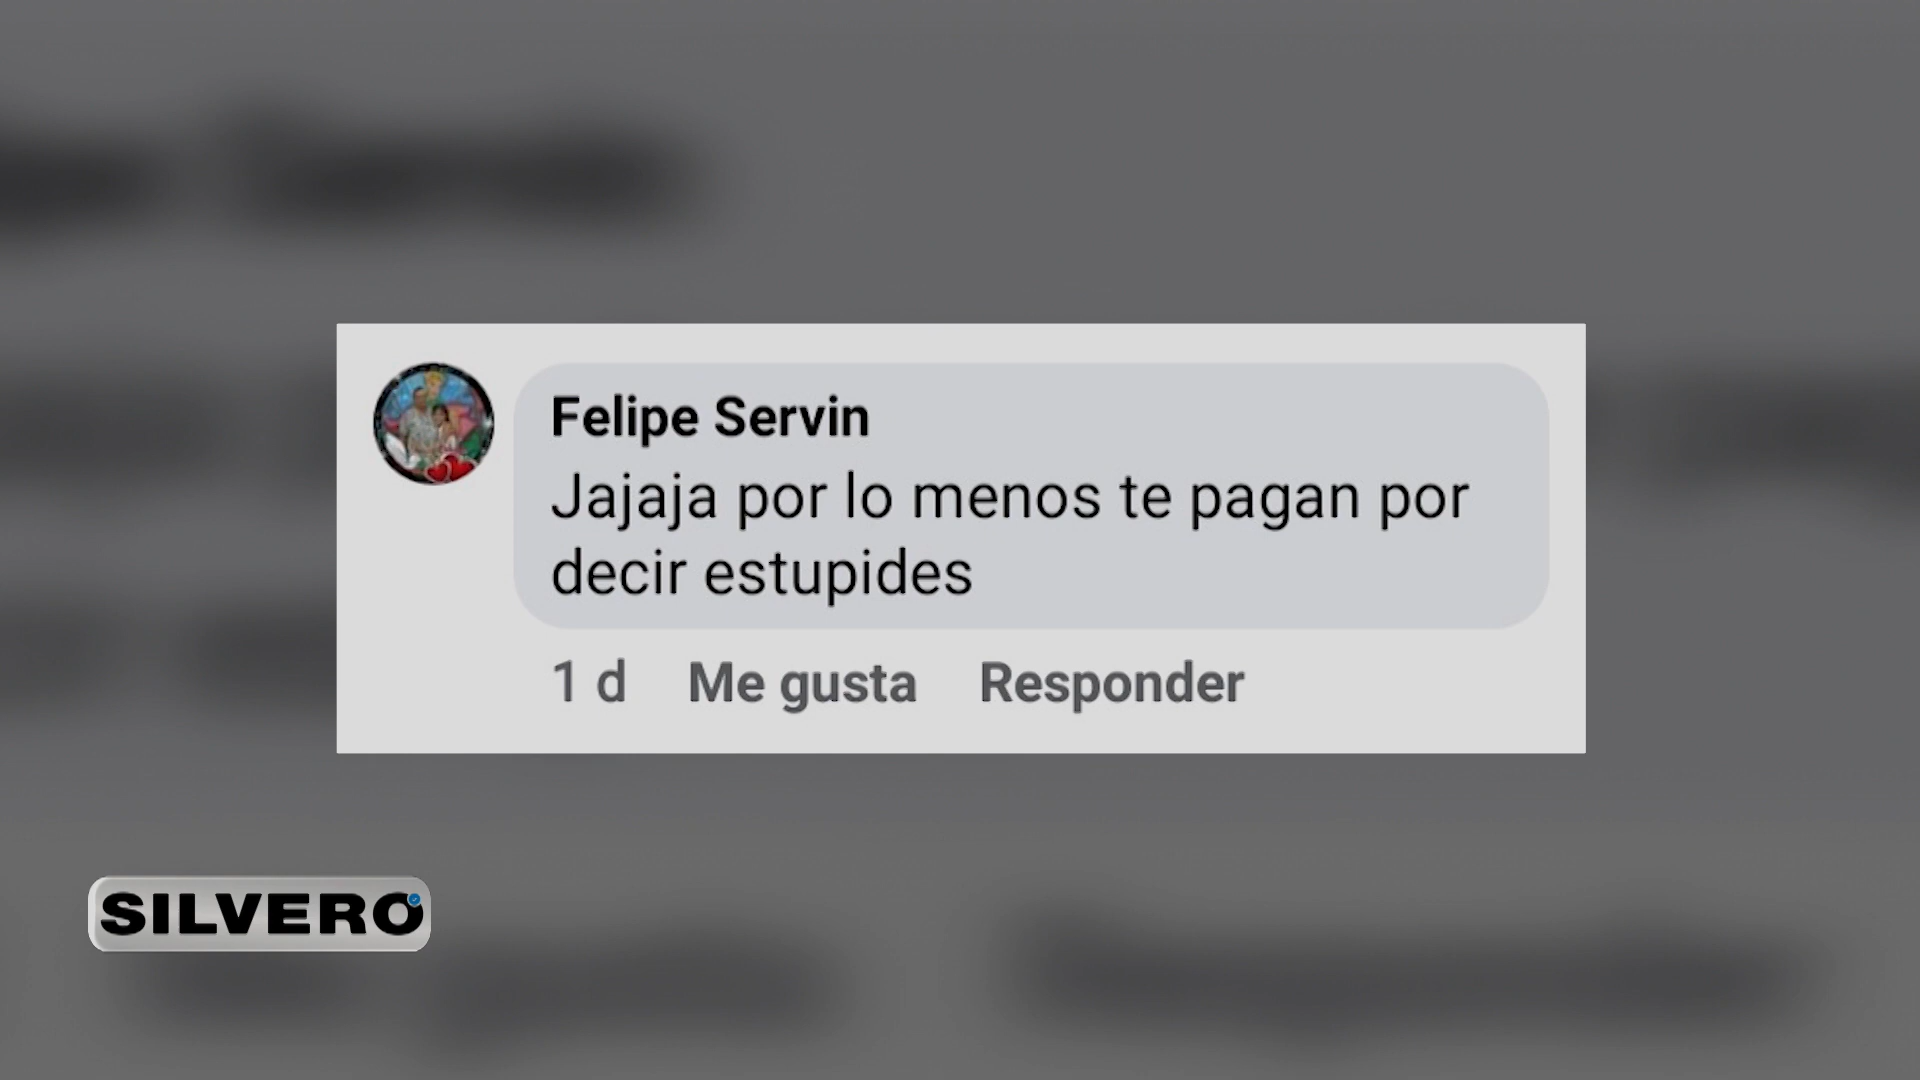 Felipe Servin
Jajaja por lo menos te pagan por
decir estupides
1 d Me gusta Responder
SILVERO